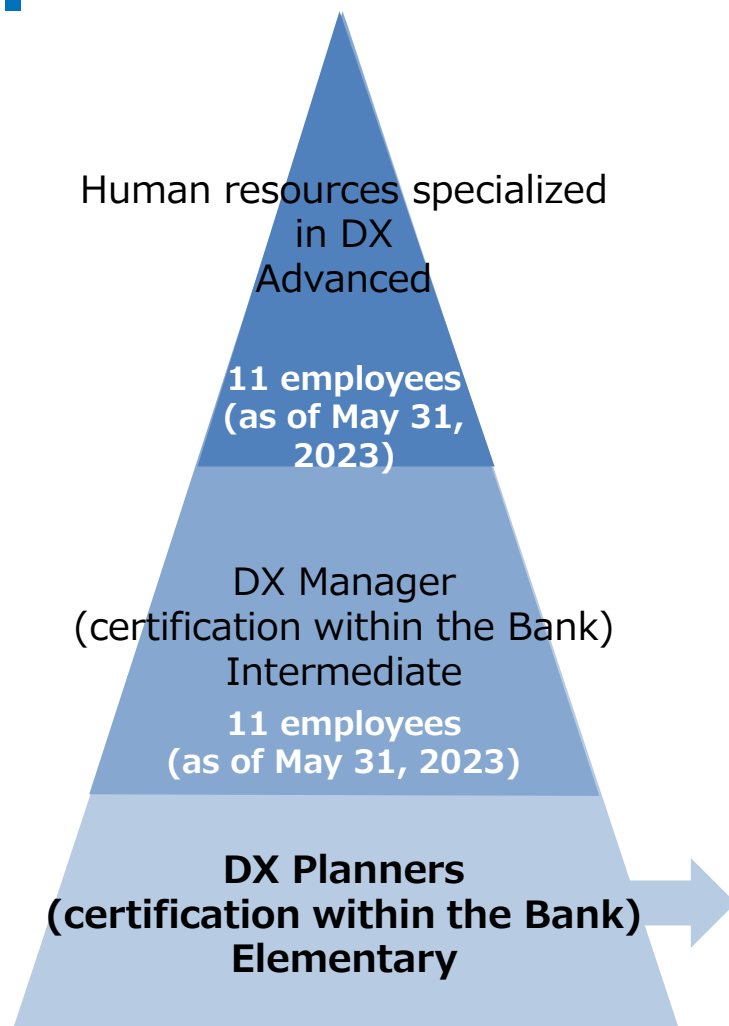 Human resources specialized
in DX
Advanced
11 employees
(as of May 31,
2023)
DX Manager
(certification within the Bank)
Intermediate
11 employees
(as of May 31, 2023)
DX Planners
(certification within the Bank)
Elementary